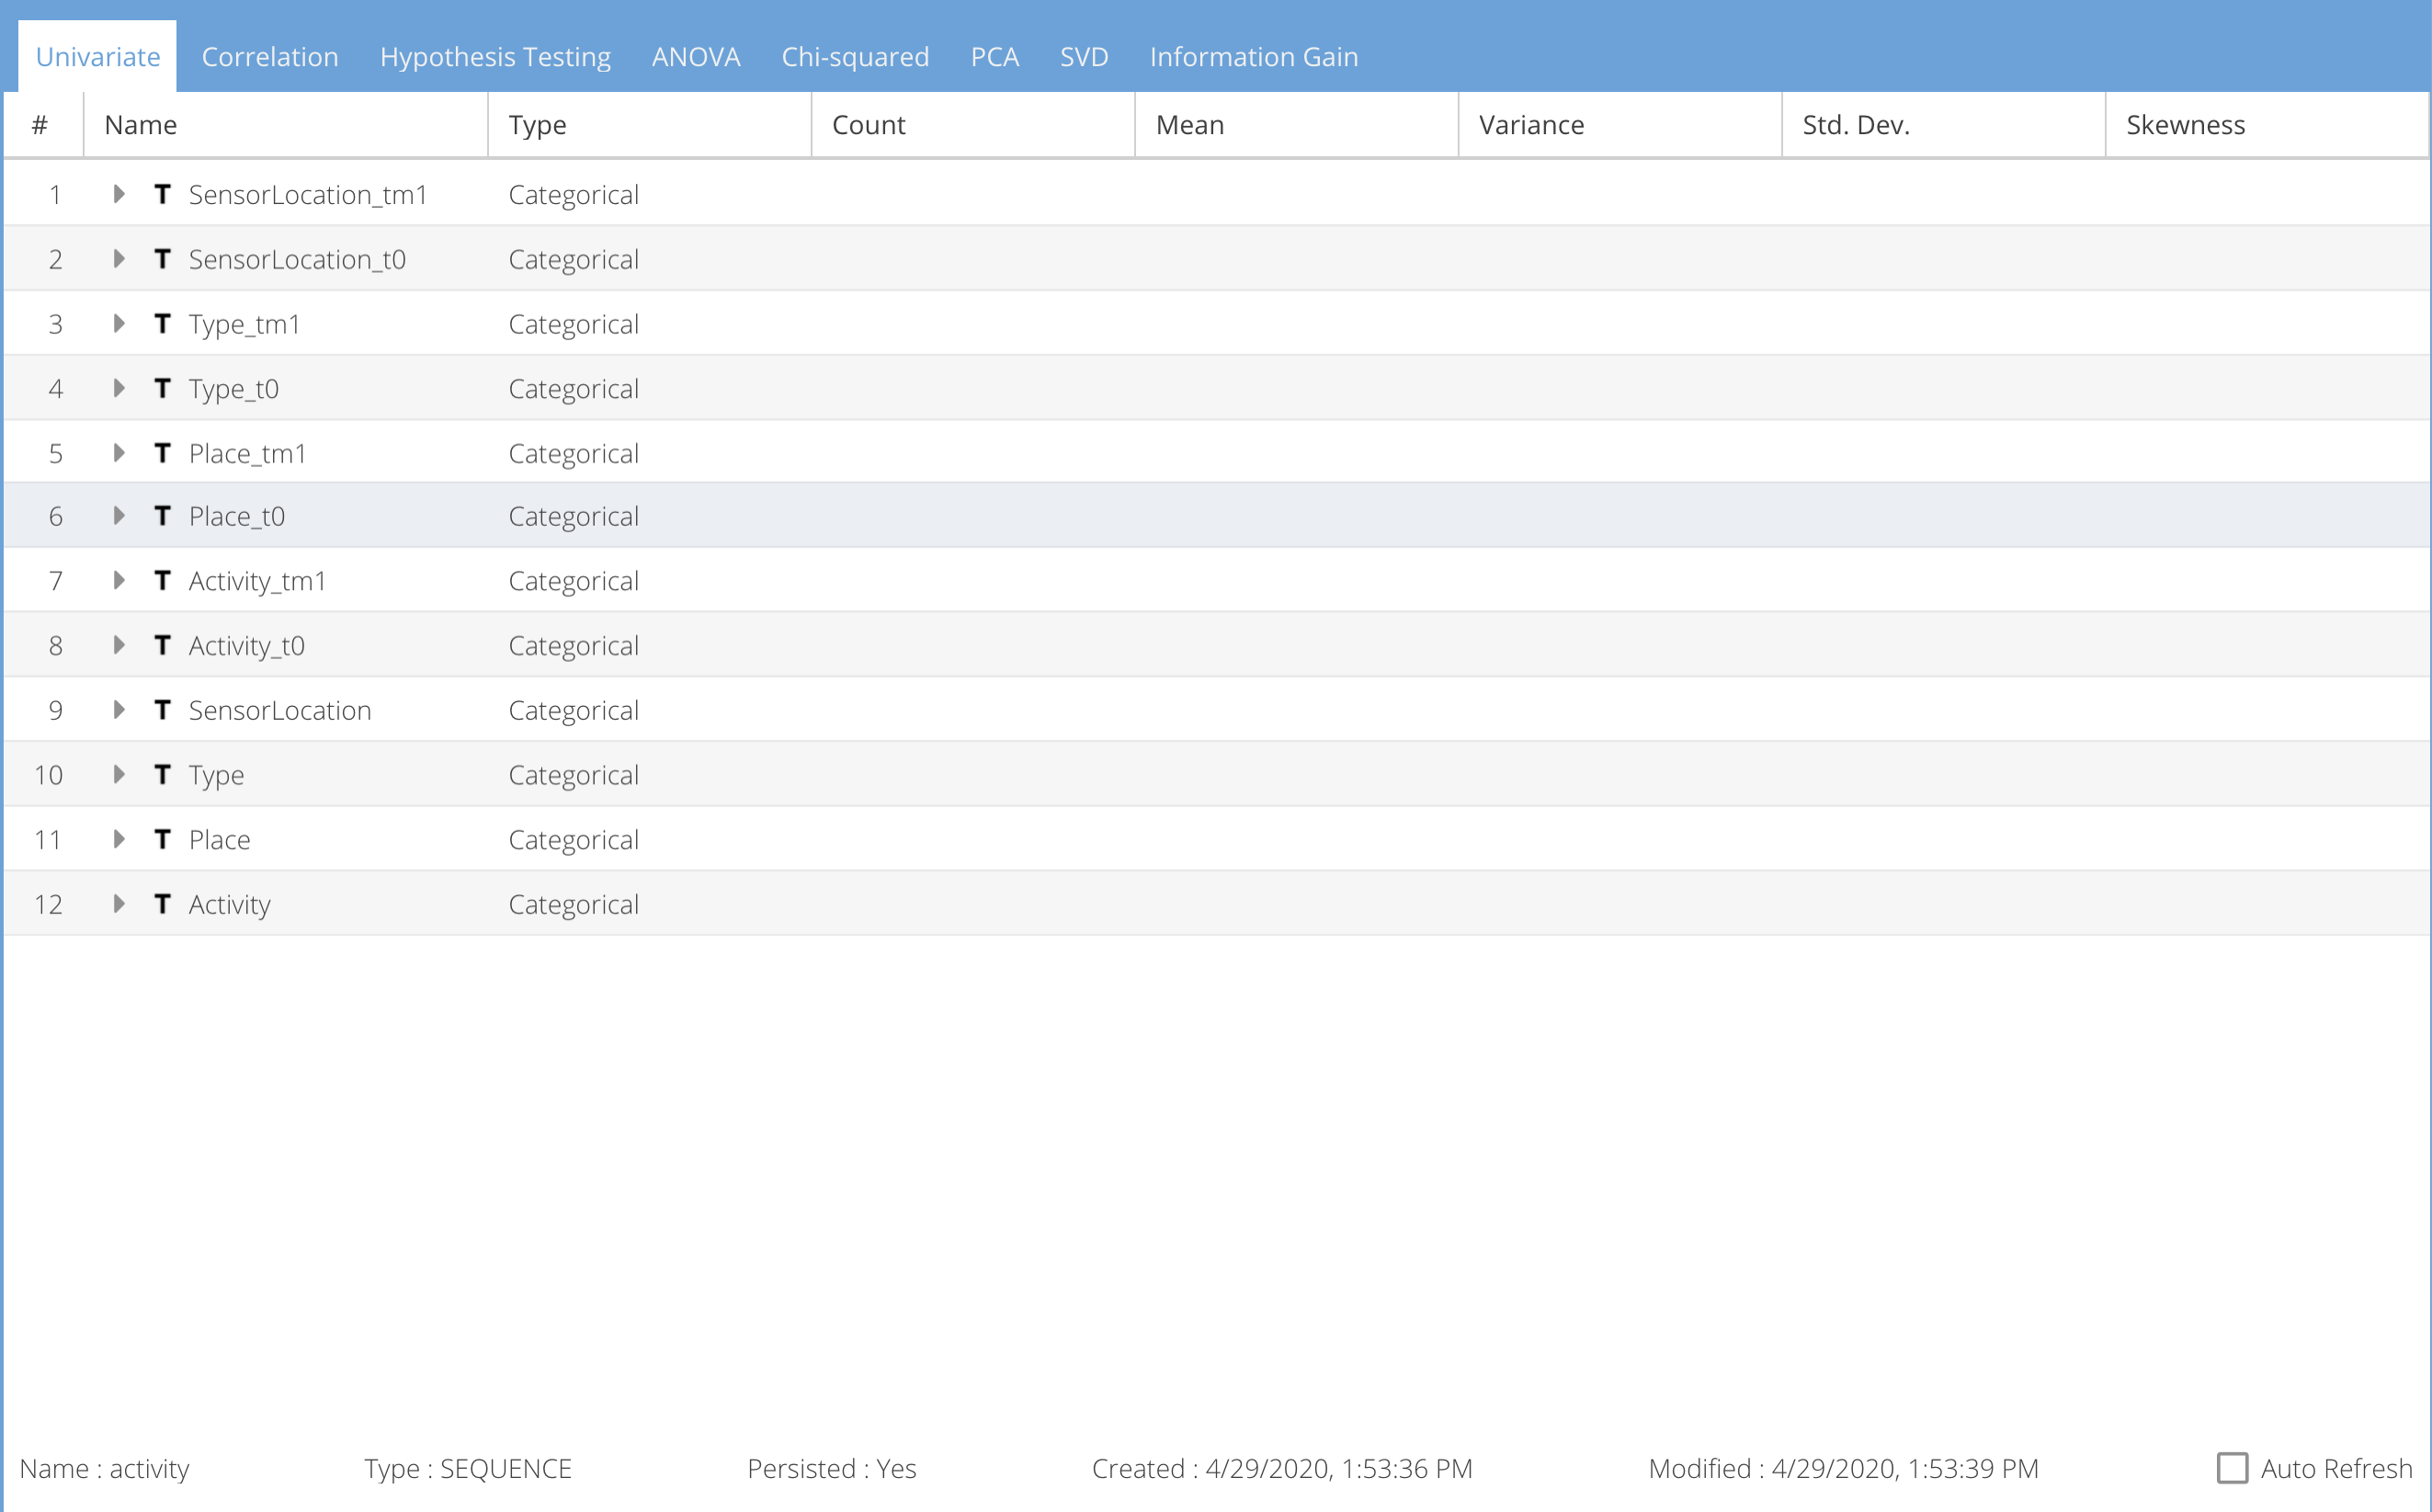 Univariate Correlation Hypothesis Testing ANOVA Chi-squared PCA SVD Information Gain
# Name Type Count Mean Variance Std. Dev. Skewness
1 T SensorLocation_tm1 Categorical
2 T SensorLocation_t0 Categorical
3 T Type_tm1 Categorical
4 T Type_t0 Categorical
5 T Place_tm1 Categorical
6 T Place_t0 Categorical
7 T Activity_tm1 Categorical
8 T Activity_t0 Categorical
9 T SensorLocation Categorical
10 T Type Categorical
11 T Place Categorical
12 T Activity Categorical
Name : activity Type : SEQUENCE Persisted : Yes Created : 4/29/2020, 1:53:36 PM Modified : 4/29/2020, 1:53:39 PM Auto Refresh